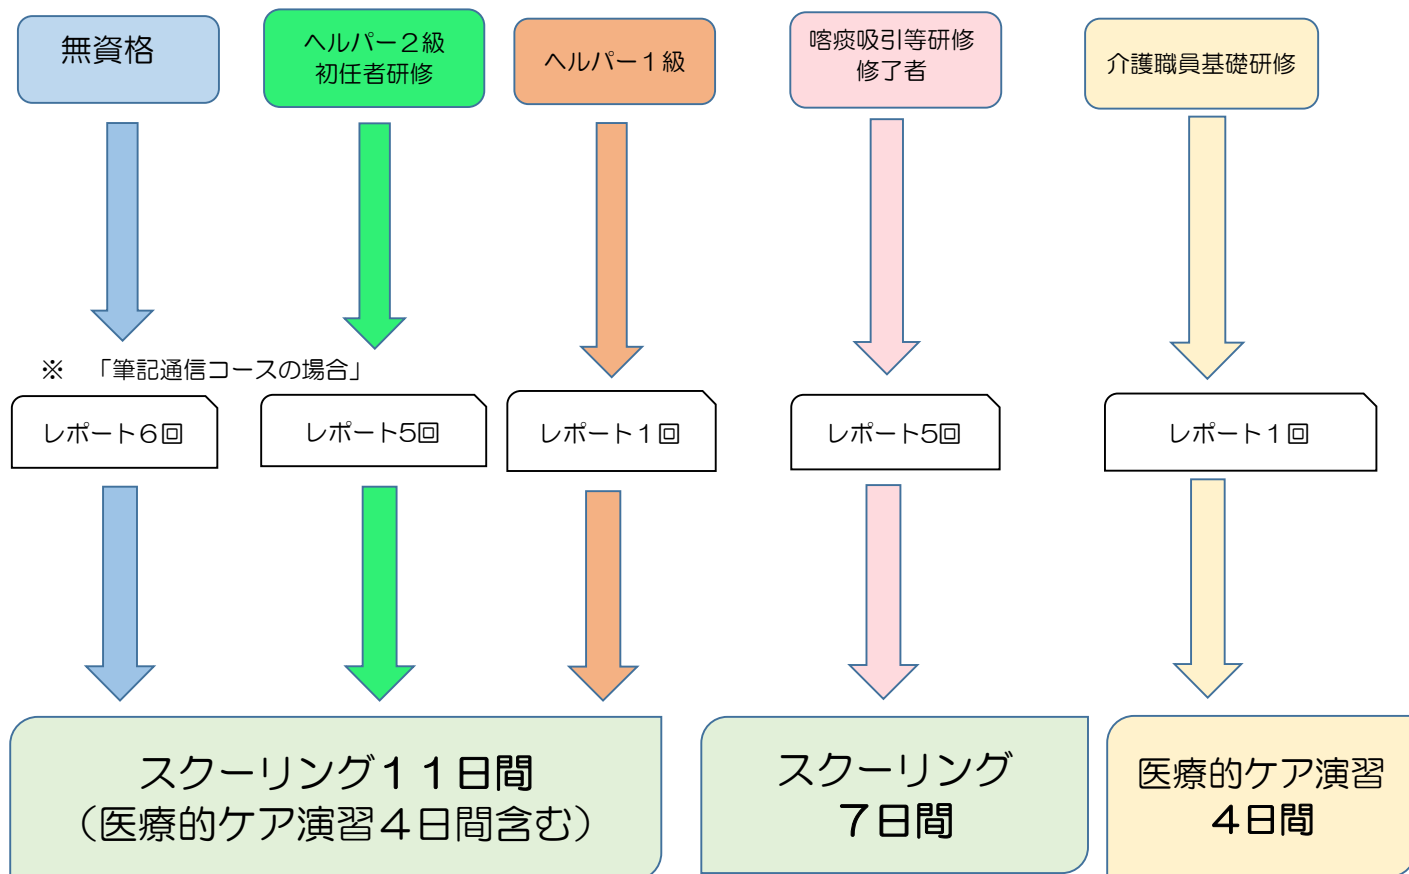 無資格
ヘルパー２級
初任者研修
ヘルパー１級
喀痰吸引等研修
修了者
介護職員基礎研修
※　「筆記通信コースの場合」
レポート６回
レポート5回
レポート１回
レポート5回
レポート１回
スクーリング１１日間
（医療的ケア演習４日間含む）
スクーリング
７日間
医療的ケア演習
４日間